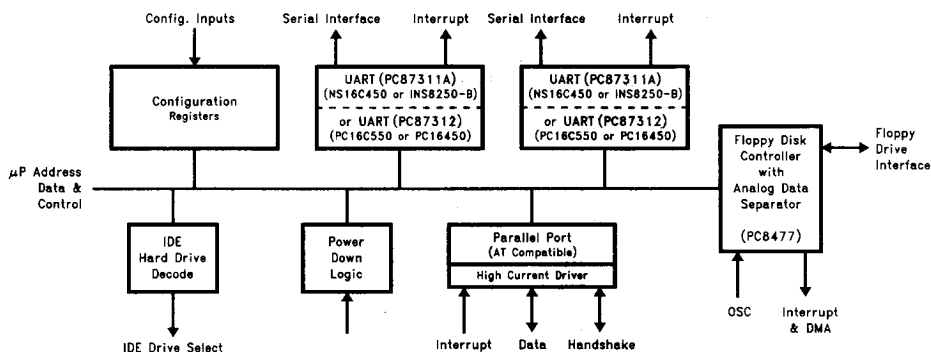 Config. Inputs
Serial Interface
Interrupt
Serial Interface
Interrupt
Configuration
Registers
UART (PC87311A)
(NS16C450 or INS8250-B)
or UART (PC87312)
(PC16C550 or PC16450)
UART (PC87311A)
(NS16C450 or INS8250-B)
or UART (PC87312)
(PC16C550 or PC16450)
μP Address
Data &
Control
Floppy Disk
Controller
with
Analog Data
Separator
(PC8477)
Floppy
Drive
Interface
IDE
Hard Drive
Decode
Power
Down
Logic
Parallel Port
(AT Compatible)
High Current Driver
IDE Drive Select
Interrupt
Data
Handshake
OSC
Interrupt
& DMA